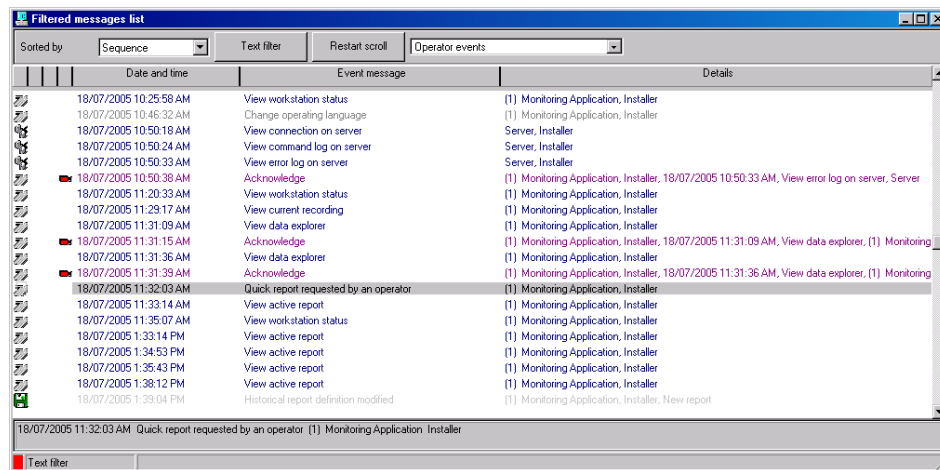 Filtered messages list
Sorted by Sequence Text filter Restart scroll Operator events
Date and time Event message Details
18/07/2005 10:25:58 AM View workstation status (1) Monitoring Application, Installer
18/07/2005 10:46:32 AM Change operating language (1) Monitoring Application, Installer
18/07/2005 10:50:18 AM View connection on server Server, Installer
18/07/2005 10:50:24 AM View command log on server Server, Installer
18/07/2005 10:50:33 AM View error log on server Server, Installer
18/07/2005 10:50:38 AM Acknowledge (1) Monitoring Application, Installer, 18/07/2005 10:50:33 AM, View error log on server, Server
18/07/2005 11:20:33 AM View workstation status (1) Monitoring Application, Installer
18/07/2005 11:29:17 AM View current recording (1) Monitoring Application, Installer
18/07/2005 11:31:09 AM View data explorer (1) Monitoring Application, Installer
18/07/2005 11:31:15 AM Acknowledge (1) Monitoring Application, Installer, 18/07/2005 11:31:09 AM, View data explorer, (1) Monitoring
18/07/2005 11:31:36 AM View data explorer (1) Monitoring Application, Installer
18/07/2005 11:31:39 AM Acknowledge (1) Monitoring Application, Installer, 18/07/2005 11:31:36 AM, View data explorer, (1) Monitoring
18/07/2005 11:32:03 AM Quick report requested by an operator (1) Monitoring Application, Installer
18/07/2005 11:33:14 AM View active report (1) Monitoring Application, Installer
18/07/2005 11:35:07 AM View workstation status (1) Monitoring Application, Installer
18/07/2005 1:33:14 PM View active report (1) Monitoring Application, Installer
18/07/2005 1:34:53 PM View active report (1) Monitoring Application, Installer
18/07/2005 1:35:43 PM View active report (1) Monitoring Application, Installer
18/07/2005 1:38:12 PM View active report (1) Monitoring Application, Installer
18/07/2005 1:39:04 PM Historical report definition modified (1) Monitoring Application, Installer, New report
18/07/2005 11:32:03 AM Quick report requested by an operator (1) Monitoring Application Installer
Text filter